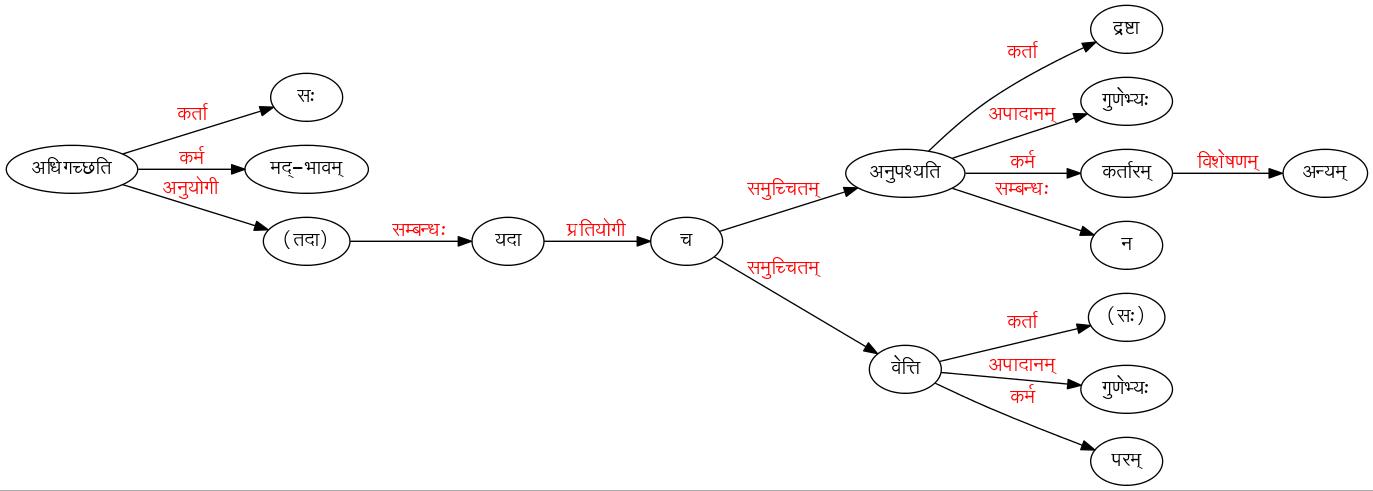 द्रष्टा
कर्ता
सः
गुणेभ्यः
कर्ता
अपादानम्
अधिगच्छति
कर्म
मद्-भावम्
अनुपश्यति
कर्म
कर्तारम्
विशेषणम्
अन्यम्
अनुयोगी
समुच्चितम्
सम्बन्धः
(तदा)
सम्बन्धः
यदा
प्रतियोगी
च
न
समुच्चितम्
कर्ता
(सः)
वेत्ति
अपादानम्
गुणेभ्यः
कर्म
परम्